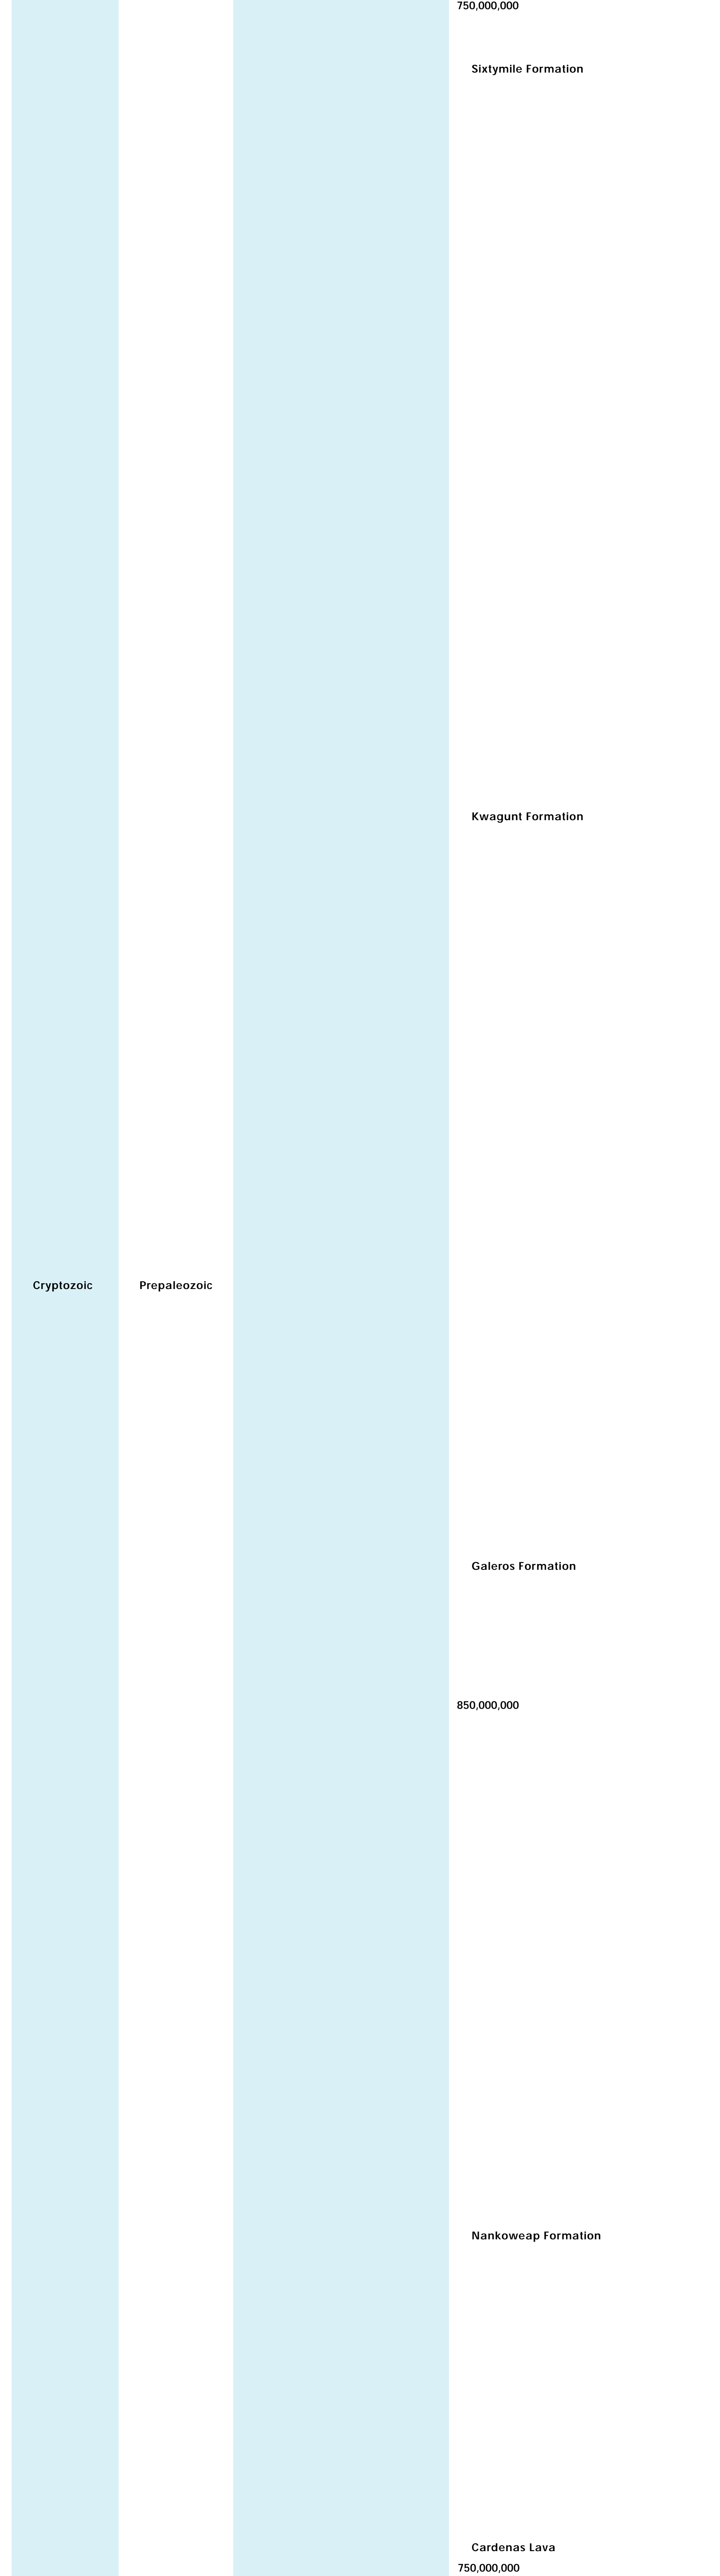 750,000,000
Sixtymile Formation
Kwagunt Formation
Cryptozoic
Prepaleozoic
Galeros Formation
850,000,000
Nankoweap Formation
Cardenas Lava
750,000,000